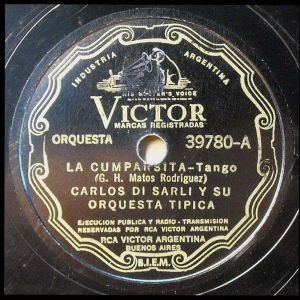 INDUSTRIA ARGENTINA
HIS MASTER'S VOICE
VICTOR
MARCAS REGISTRADAS
ORQUESTA 39780-A
LA CUMPARSITA-Tango
(G. H. Matos Rodriguez)
CARLOS DI SARLI Y SU
ORQUESTA TIPICA
EJECUCION PUBLICA Y RADIO-TRANSMISION
RESERVADAS POR RCA VICTOR ARGENTINA
RCA VICTOR ARGENTINA
BUENOS AIRES
B.I.E.M.